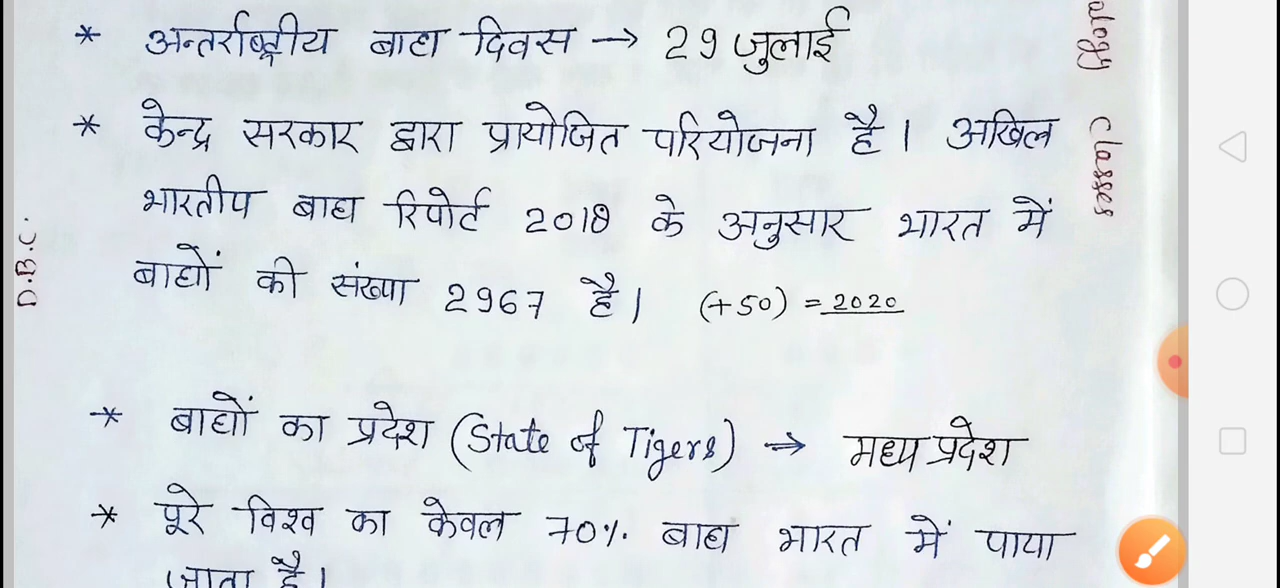 * अन्तर्राष्ट्रीय बाघ दिवस → 29 जुलाई
* केन्द्र सरकार द्वारा प्रायोजित परियोजना है। अखिल
भारतीय बाघ रिपोर्ट 2018 के अनुसार भारत में
बाघों की संख्या 2967 है। (+50) = 2020
* बाघों का प्रदेश (State of Tigers) → मध्य प्रदेश
* पूरे विश्व का केवल 70% बाघ भारत में पाया
जाता है।
D.B.C.
alogy classes